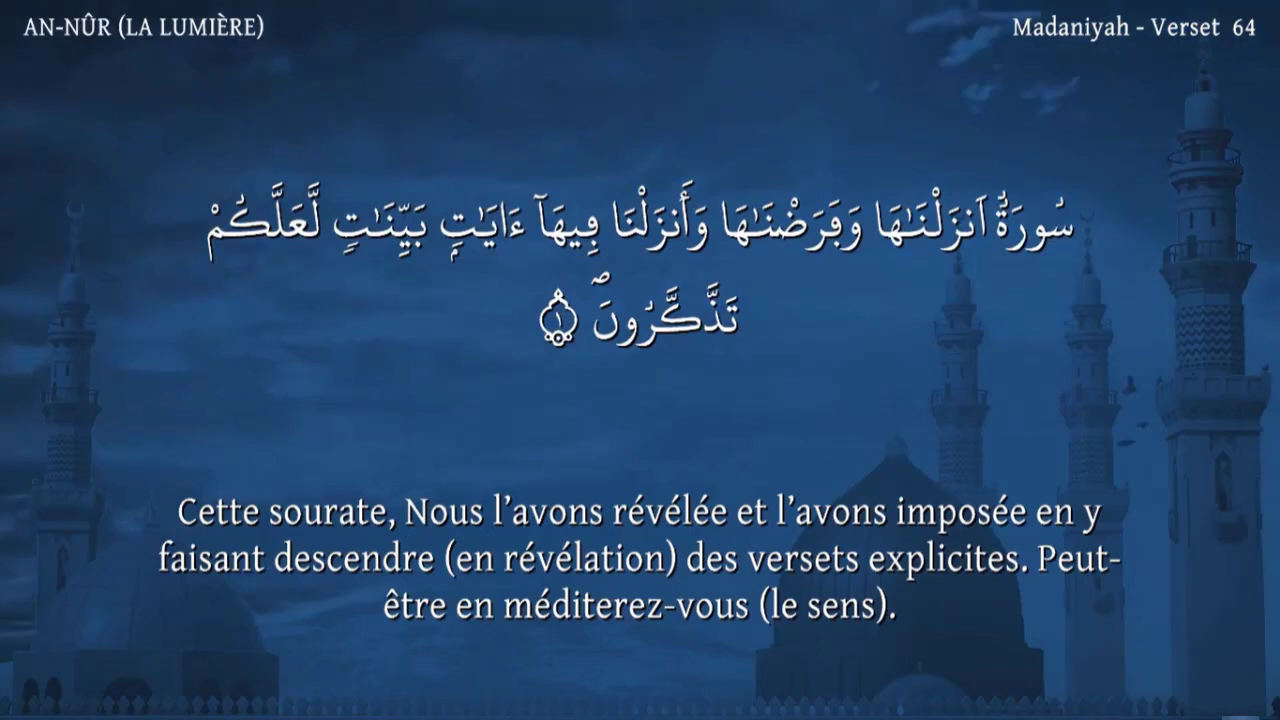 AN-NÛR (LA LUMIÈRE)
Madaniyah - Verset 64
سُورَةٌ اَنزَلْنَٰهَا وَفَرَضْنَٰهَا وَأَنزَلْنَا فِيهَآ ءَايَٰتِۭ بَيِّنَٰتٖ لَّعَلَّكُمْ
تَذَّكَّرُونَۖ ١
Cette sourate, Nous l’avons révélée et l’avons imposée en y
faisant descendre (en révélation) des versets explicites. Peut-
être en méditerez-vous (le sens).